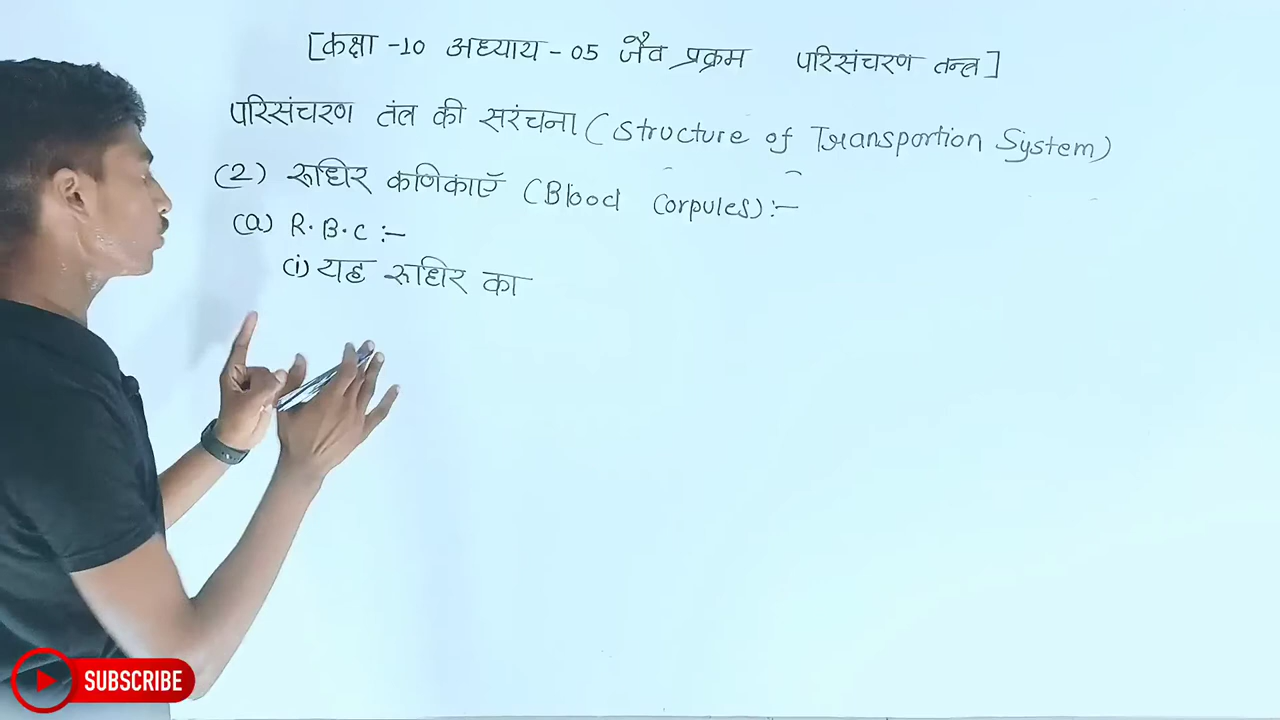 [कक्षा -10 अध्याय - 05 जैव प्रक्रम परिसंचरण तन्त्र]
परिसंचरण तंत्र की सरंचना (Structure of Transportion System)
(2) रूधिर कणिकाएँ (Blood Corpules):-
(a) R.B.C :-
(i) यह रूधिर का
SUBSCRIBE